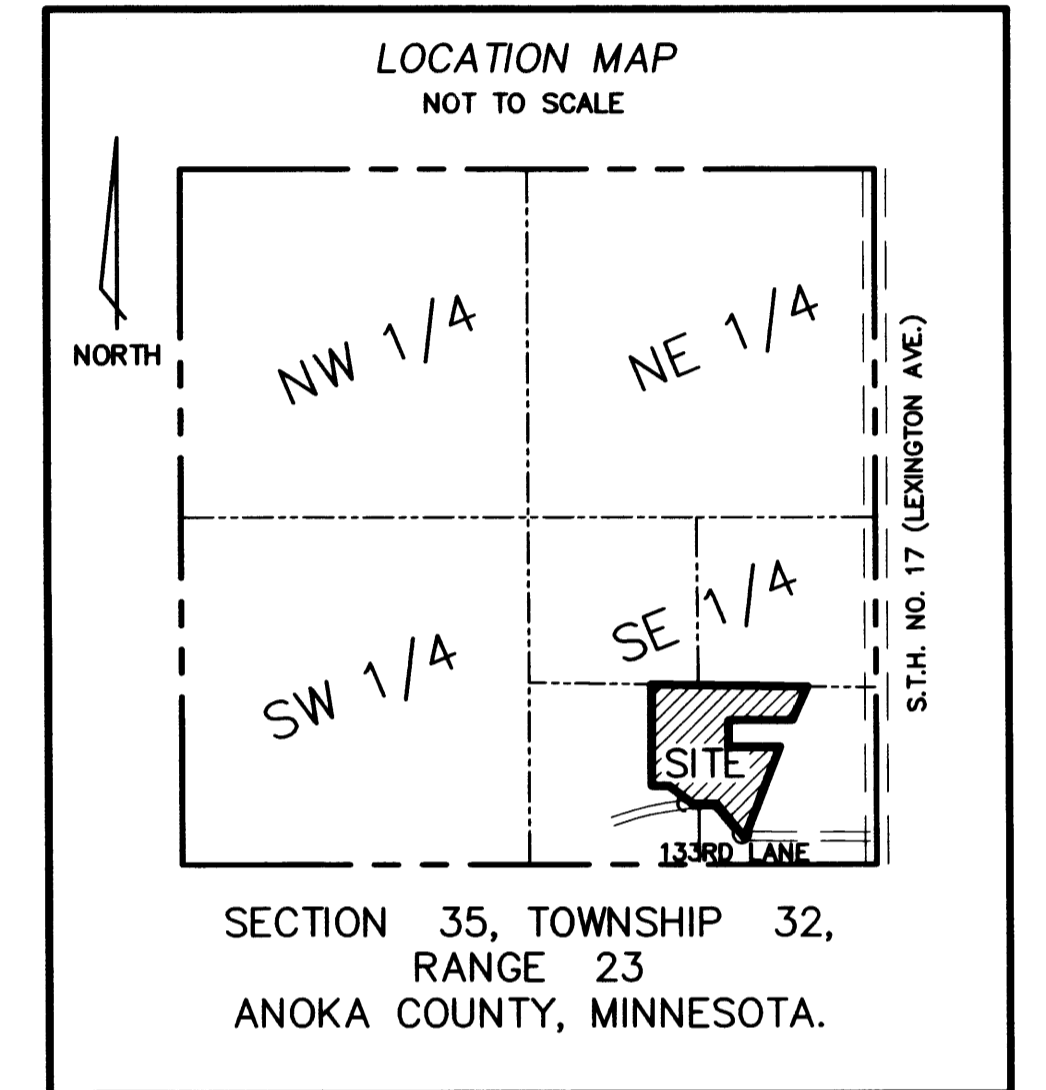 LOCATION MAP
NOT TO SCALE
NORTH
NW 1/4
NE 1/4
S.T.H. NO. 17 (LEXINGTON AVE.)
SW 1/4
SE 1/4
SITE
133RD LANE
SECTION 35, TOWNSHIP 32,
RANGE 23
ANOKA COUNTY, MINNESOTA.